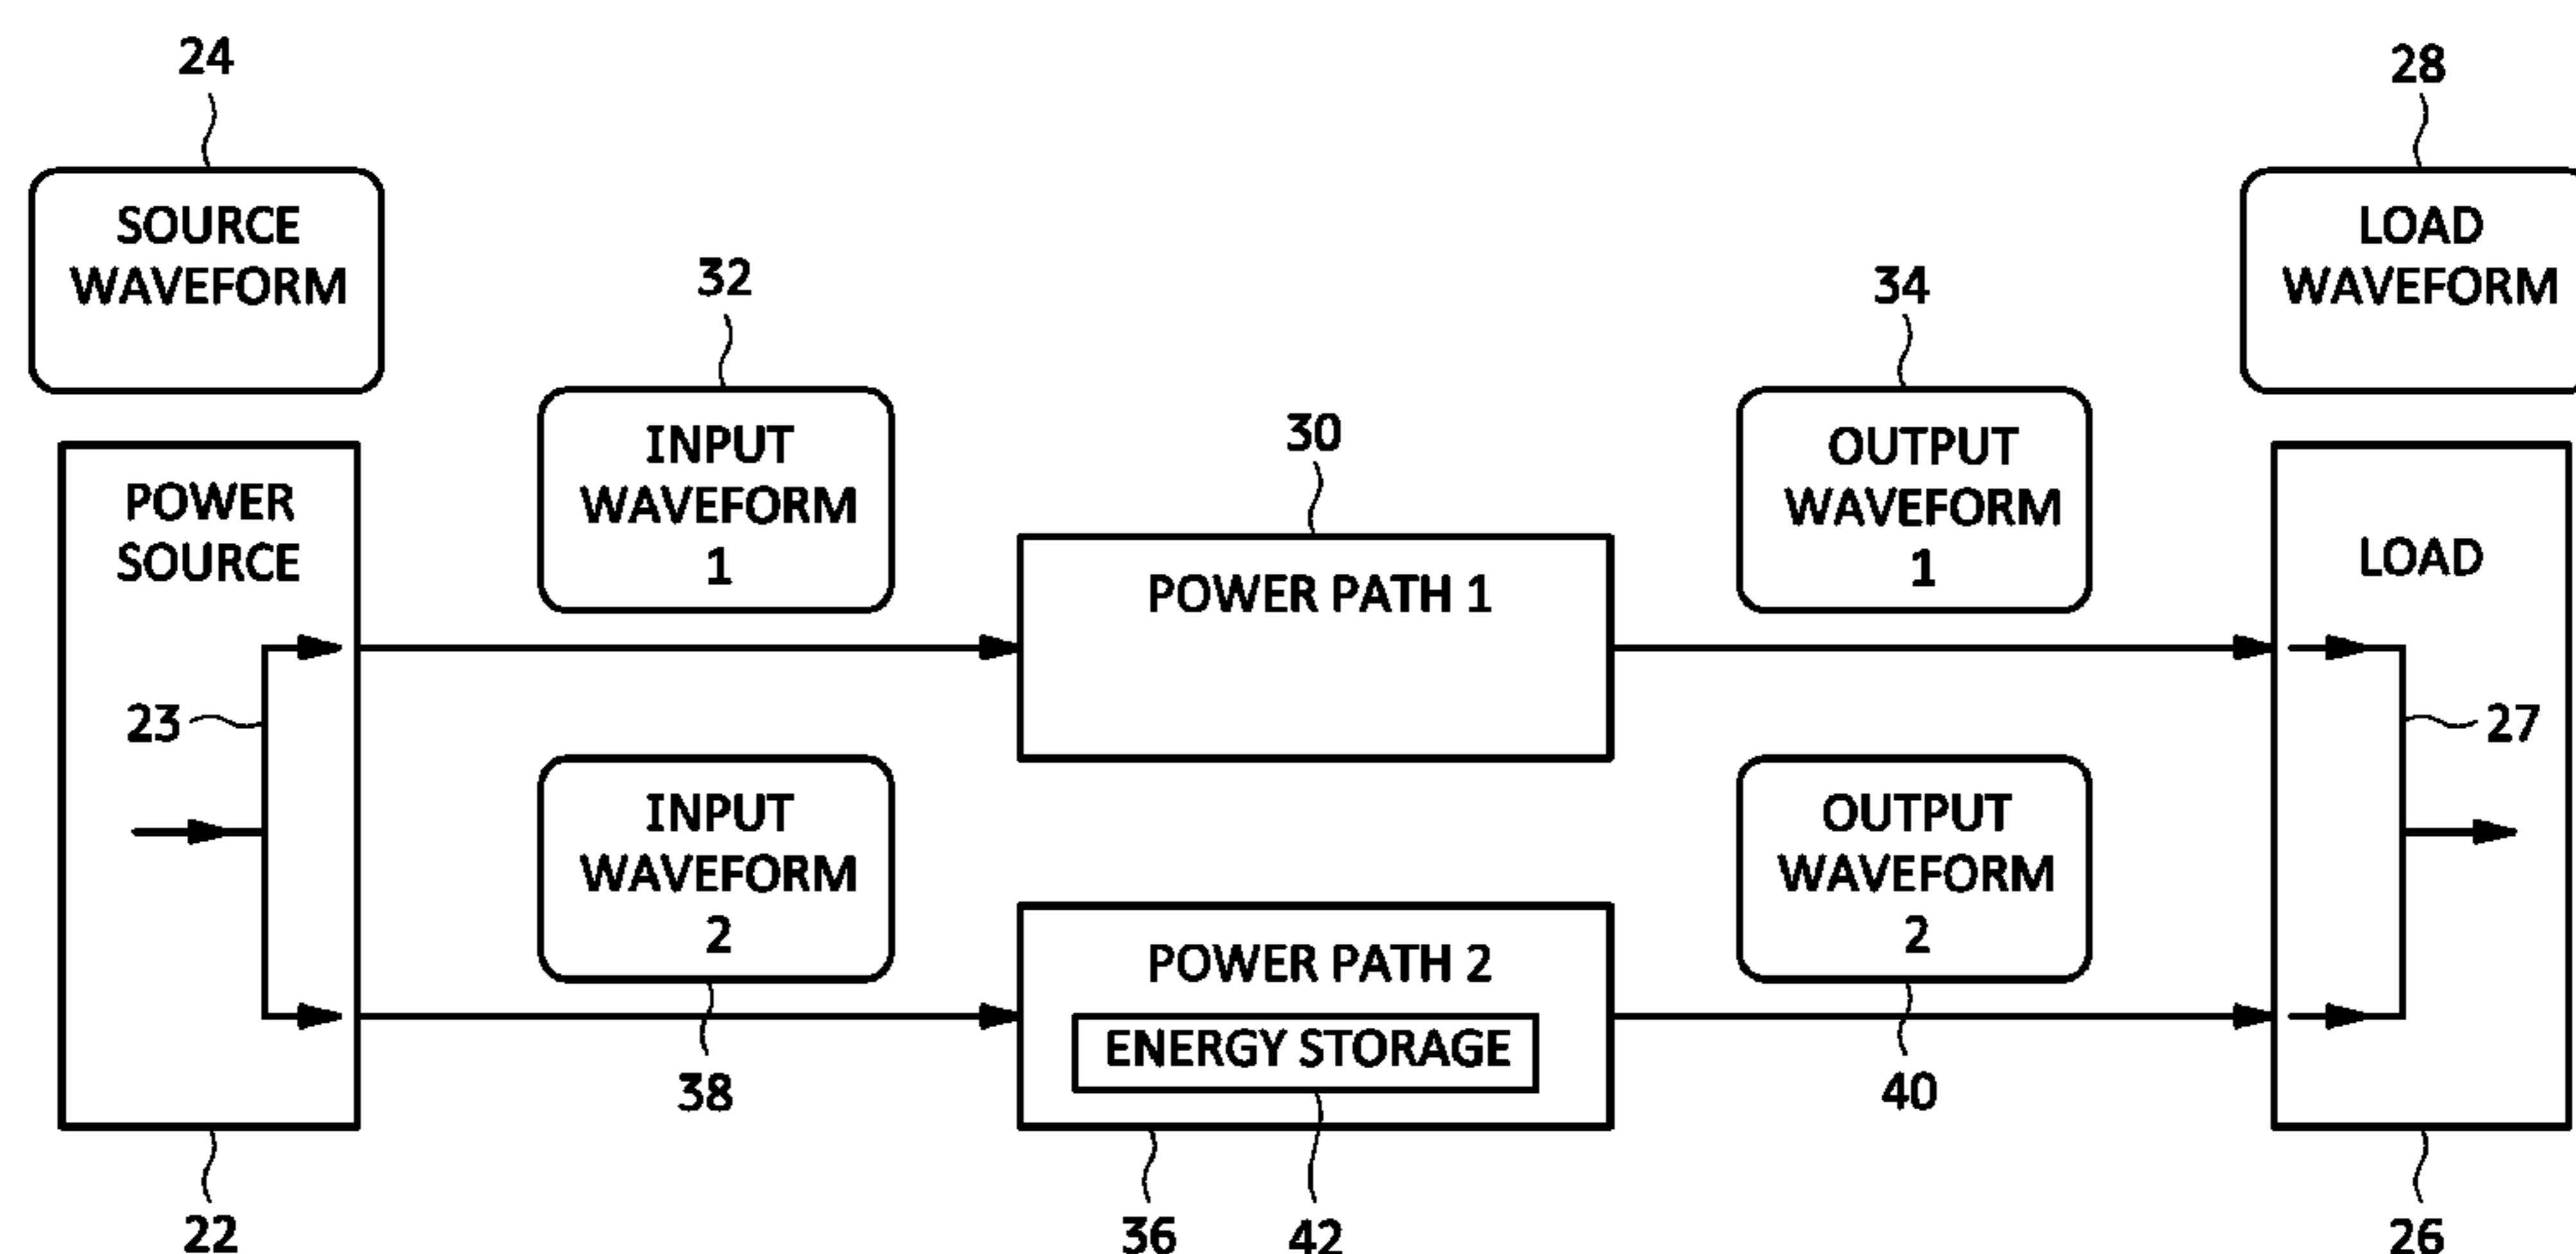 24
28
SOURCE
WAVEFORM
LOAD
WAVEFORM
32
34
INPUT
WAVEFORM
1
OUTPUT
WAVEFORM
1
30
POWER
SOURCE
POWER PATH 1
LOAD
23
27
INPUT
WAVEFORM
2
OUTPUT
WAVEFORM
2
POWER PATH 2
ENERGY STORAGE
38
40
22
36
42
26